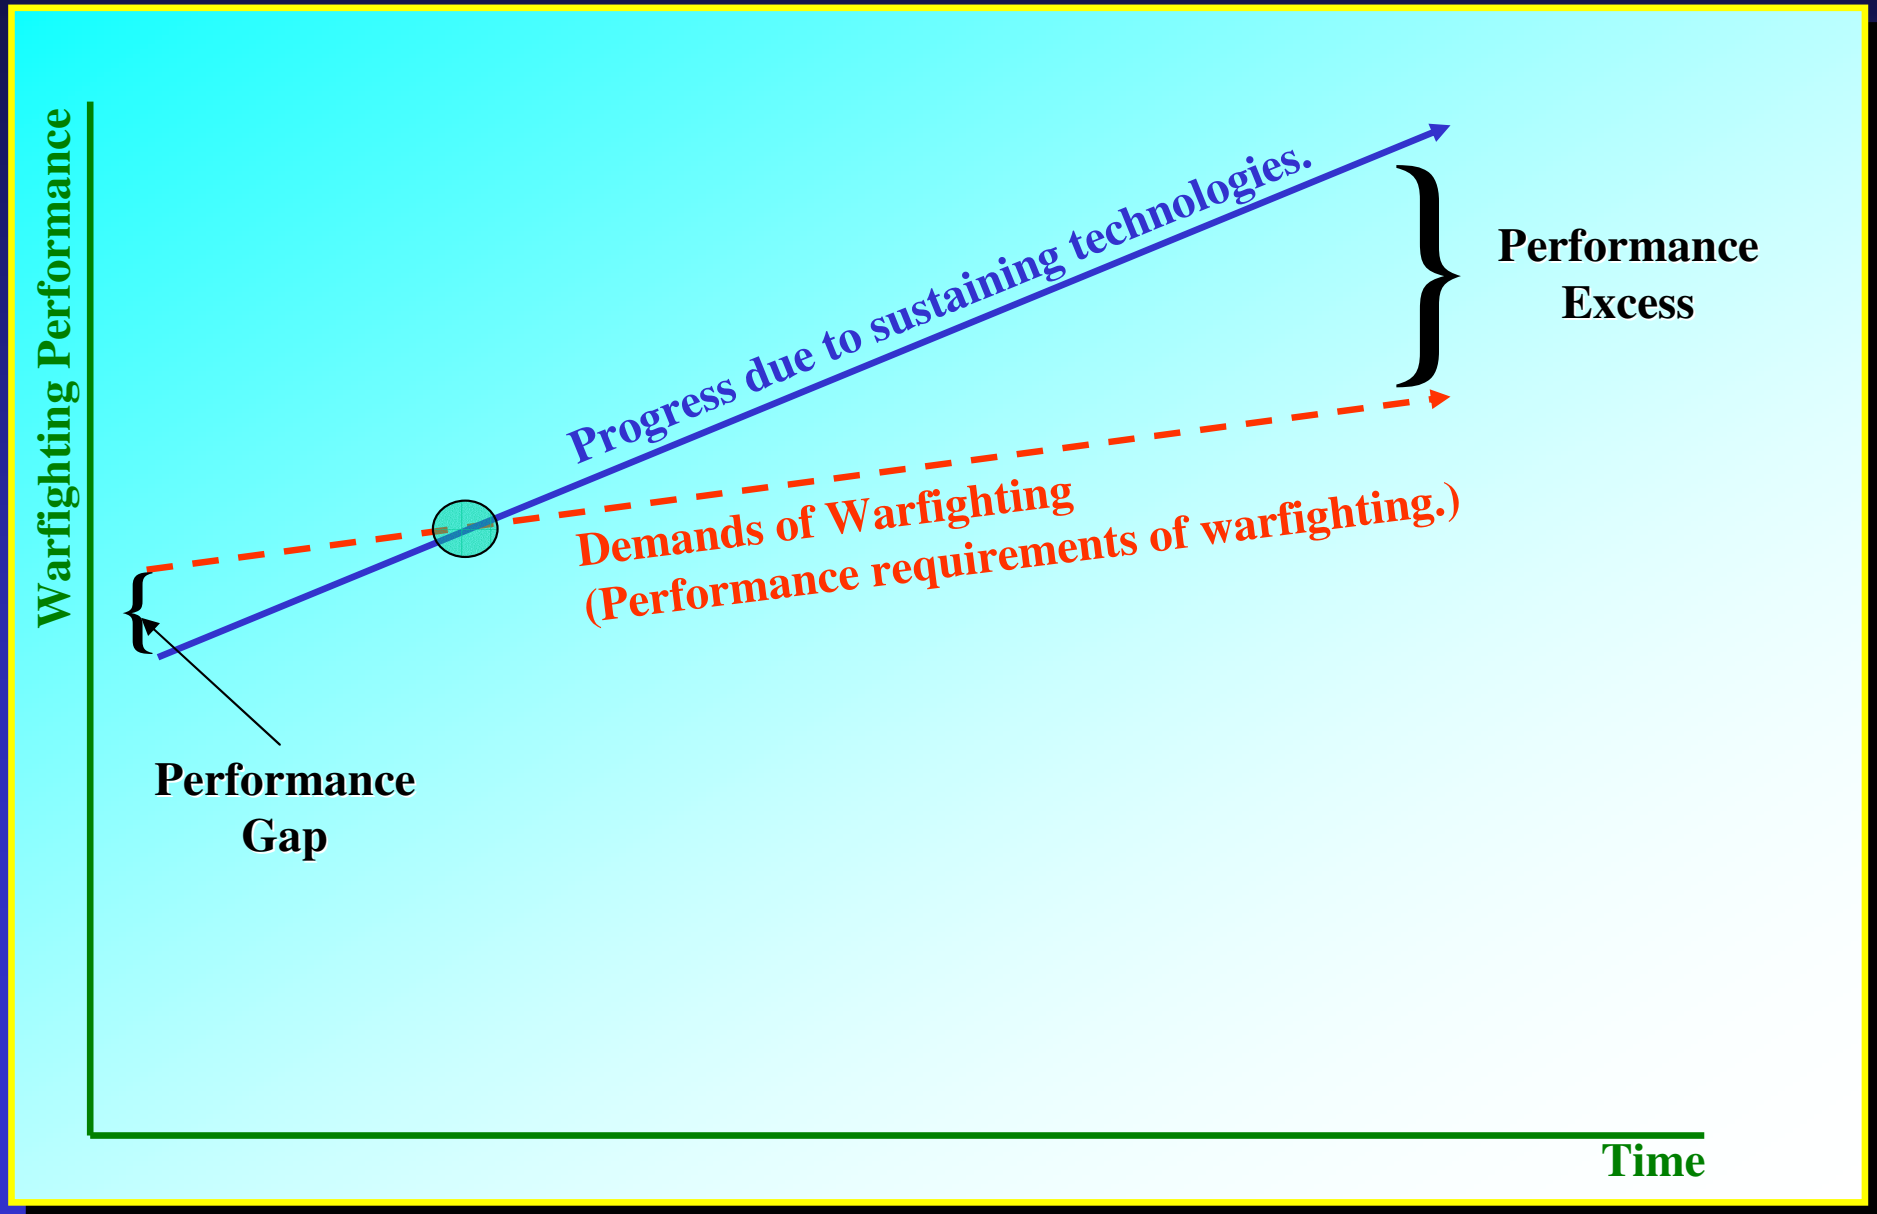 Warfighting Performance
Progress due to sustaining technologies.
Performance
Excess
Demands of Warfighting
(Performance requirements of warfighting.)
{
}
Performance
Gap
Time